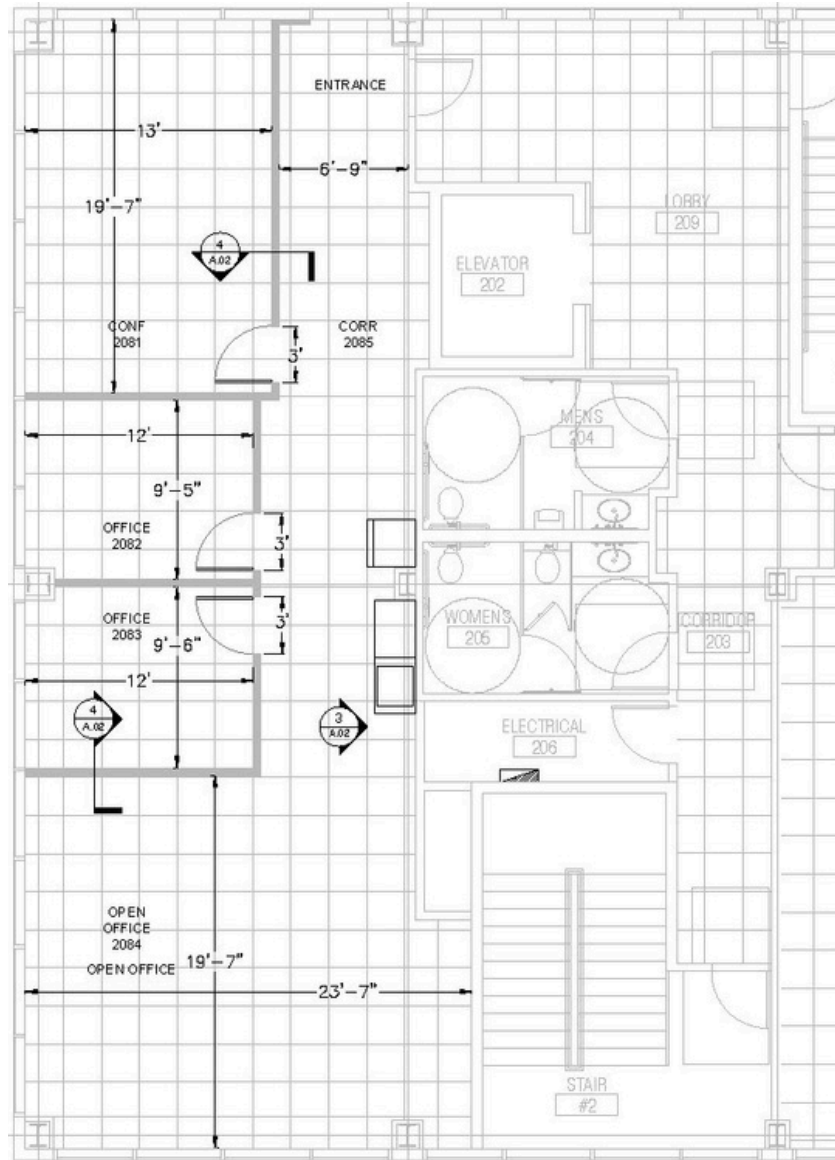 ENTRANCE
13'
6'-9"
19'-7"
LOBBY
209
4
A.02
ELEVATOR
202
CONF
2081
CORR
2085
3'
MENS
204
12'
9'-5"
OFFICE
2082
3'
OFFICE
2083
3'
9'-6"
WOMENS
205
CORRIDOR
203
12'
4
A.02
3
A.02
ELECTRICAL
206
OPEN
OFFICE
2084
OPEN OFFICE
19'-7"
23'-7"
STAIR
#2